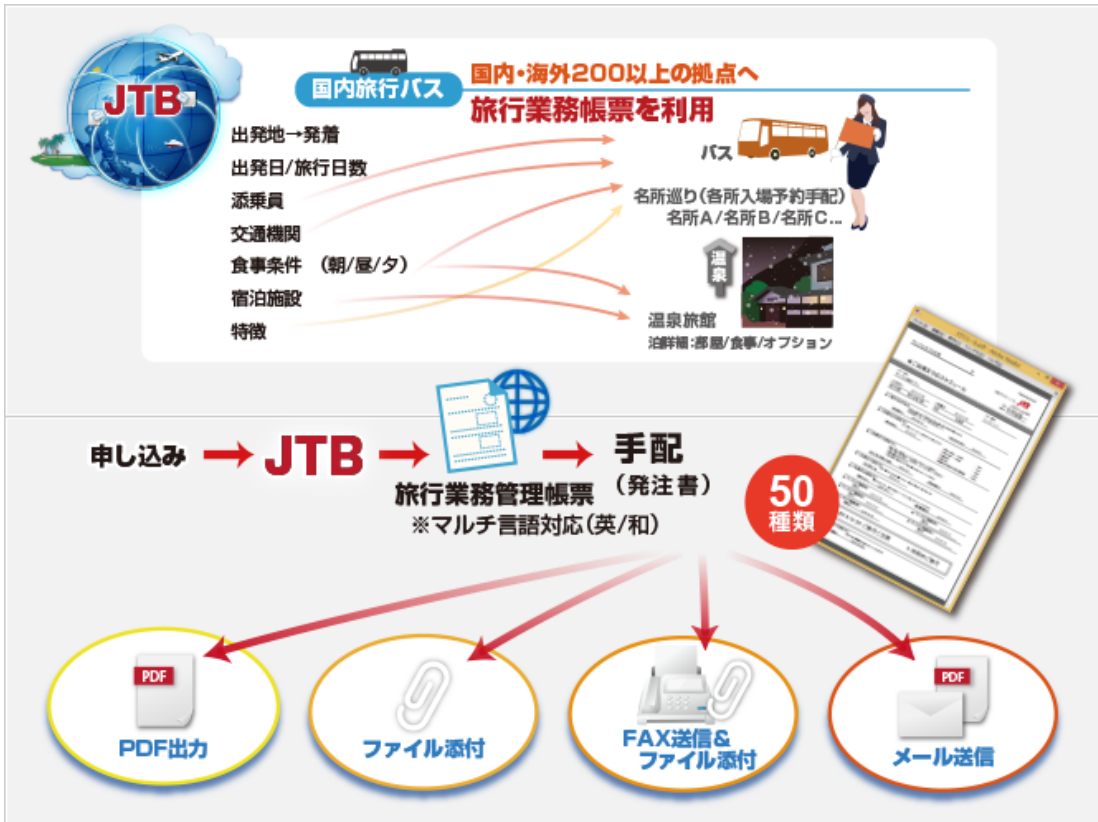 JTB
国内旅行バス
国内・海外200以上の拠点へ
旅行業務帳票を利用
出発地→発着
出発日/旅行日数
添乗員
交通機関
食事条件 (朝/昼/夕)
宿泊施設
特徴
バス
名所巡り(各所入場予約手配)
名所A/名所B/名所C...
温泉
温泉旅館
泊詳細:部屋/食事/オプション
申し込み
JTB
旅行業務管理帳票
※マルチ言語対応(英/和)
手配
(発注書)
50
種類
JTB
PDF
PDF出力
ファイル添付
FAX送信&
ファイル添付
PDF
メール送信